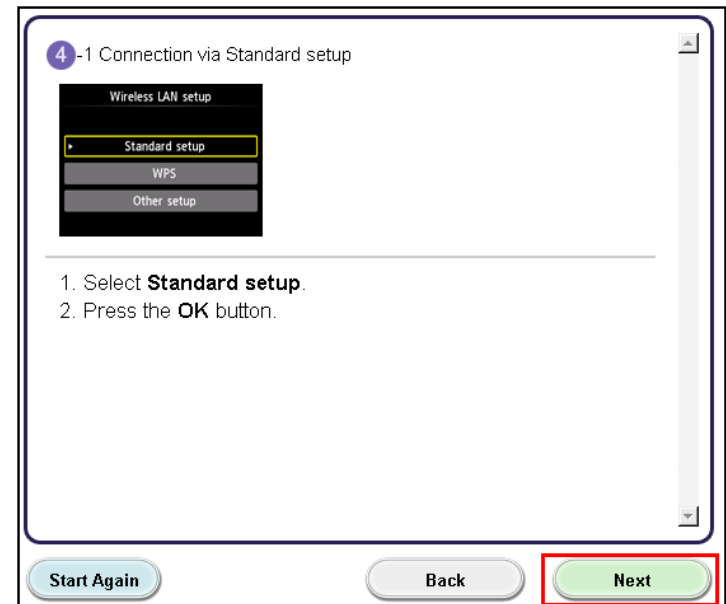 4-1 Connection via Standard setup
Wireless LAN setup
Standard setup
WPS
Other setup
1. Select Standard setup.
2. Press the OK button.
Start Again Back Next